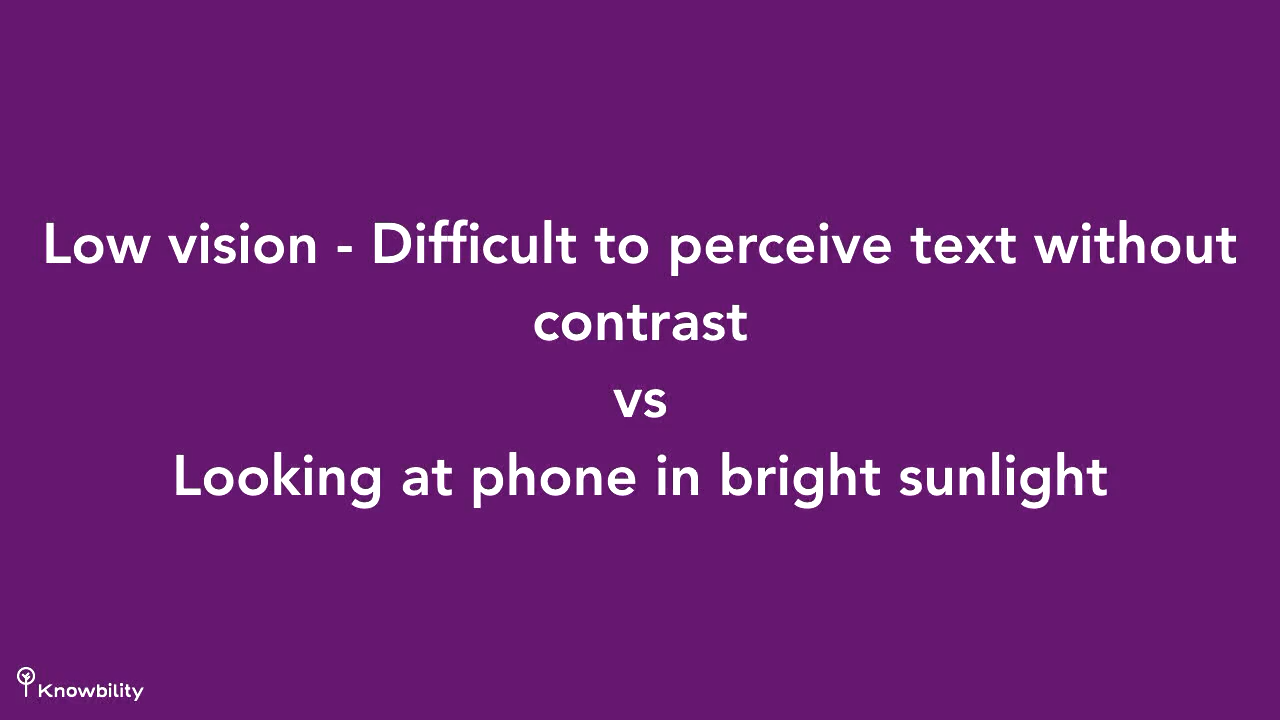 Low vision - Difficult to perceive text without
contrast
vs
Looking at phone in bright sunlight
Knowbility